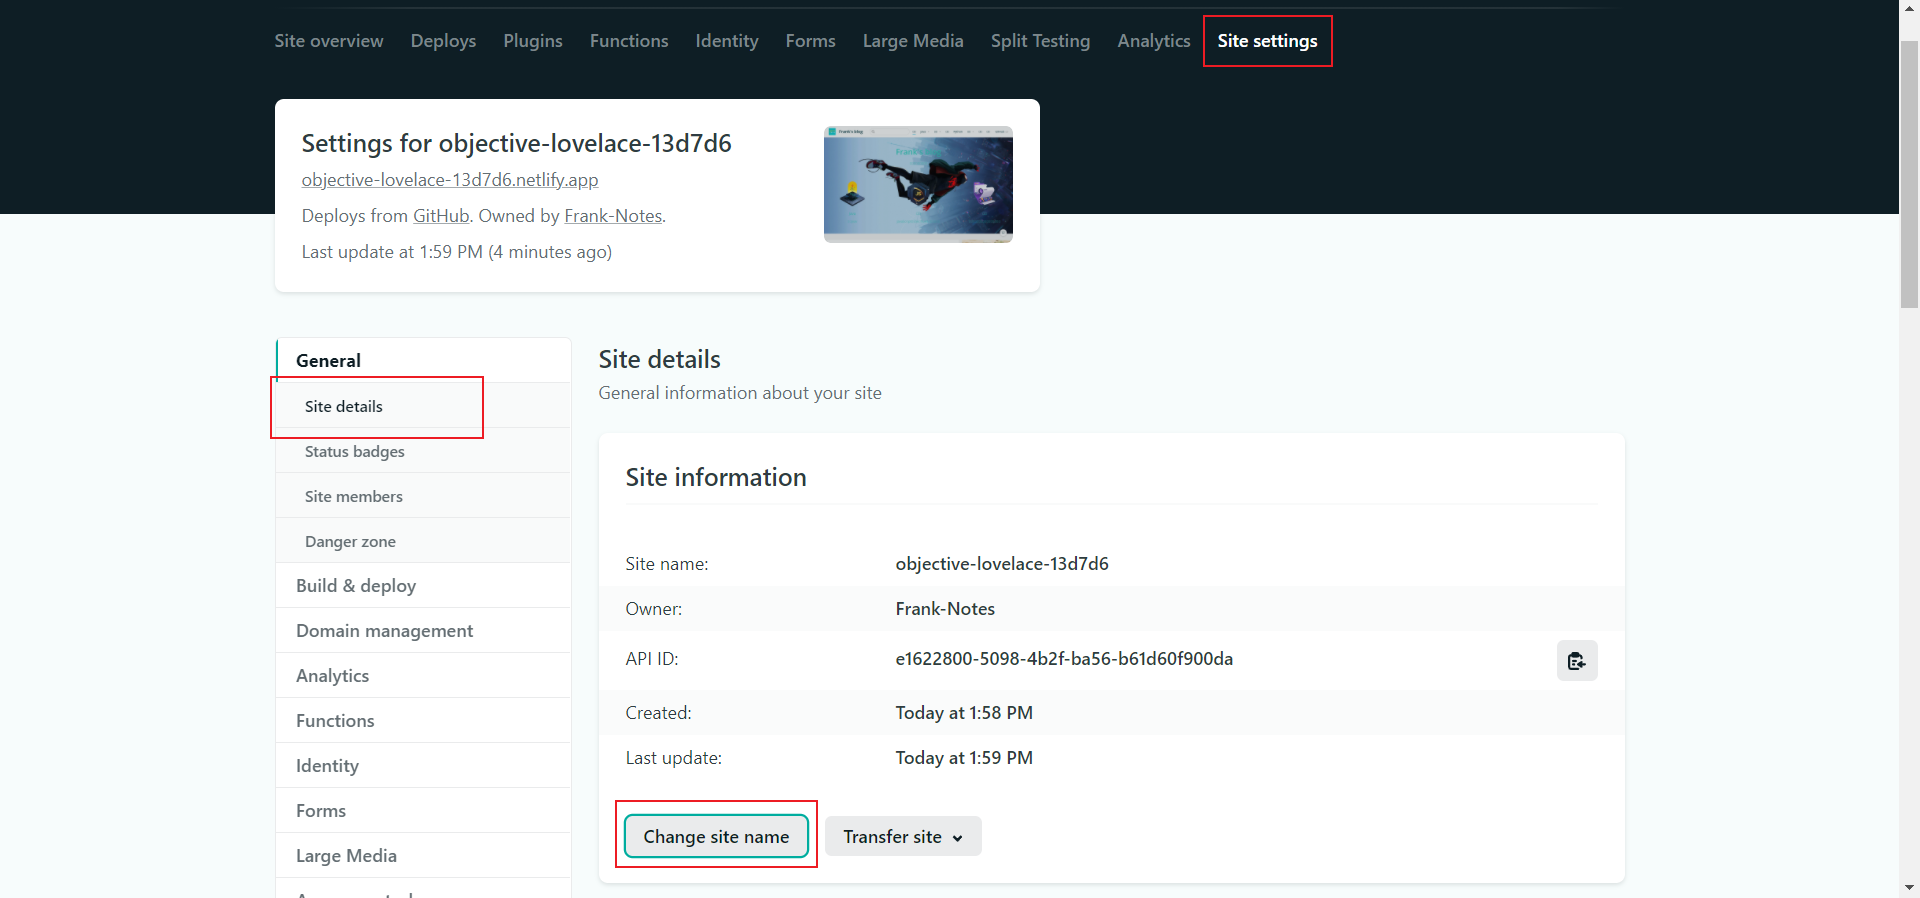 Site overview Deploys Plugins Functions Identity Forms Large Media Split Testing Analytics Site settings
Settings for objective-lovelace-13d7d6
objective-lovelace-13d7d6.netlify.app
Deploys from GitHub. Owned by Frank-Notes.
Last update at 1:59 PM (4 minutes ago)
General
Site details
Status badges
Site members
Danger zone
Build & deploy
Domain management
Analytics
Functions
Identity
Forms
Large Media
Site details
General information about your site
Site information
Site name: objective-lovelace-13d7d6
Owner: Frank-Notes
API ID: e1622800-5098-4b2f-ba56-b61d60f900da
Created: Today at 1:58 PM
Last update: Today at 1:59 PM
Change site name Transfer site